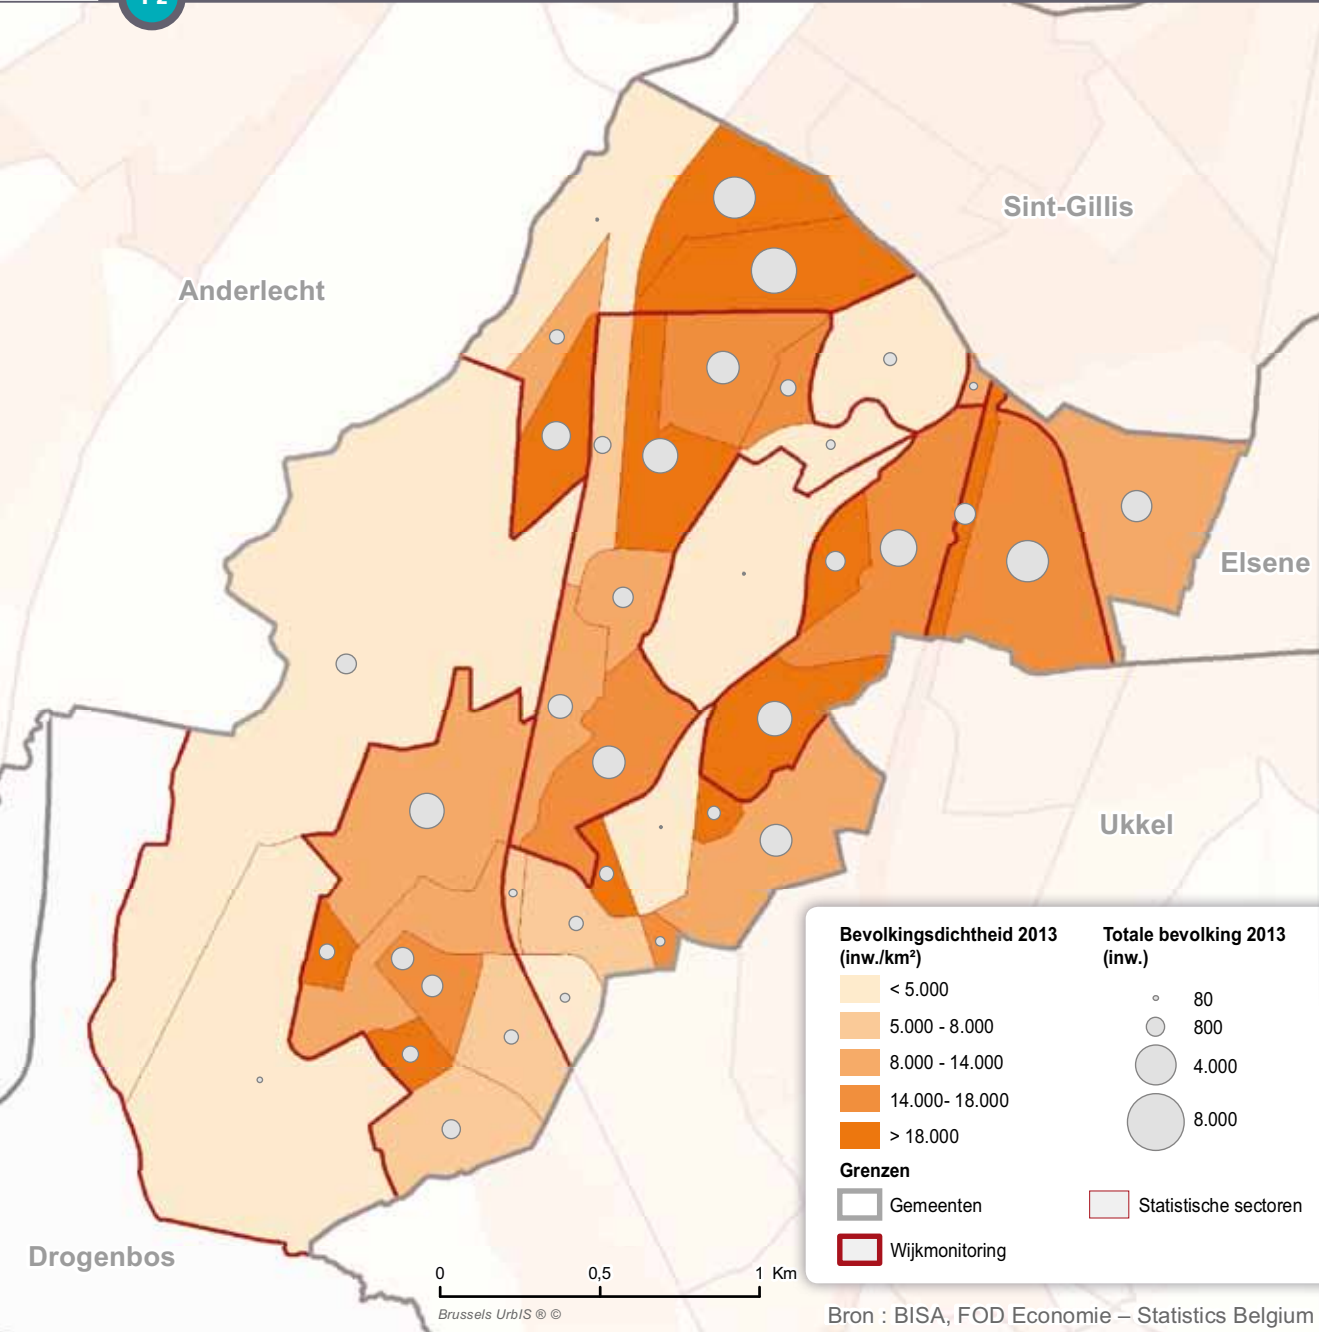 Sint-Gillis
Anderlecht
Elsene
Ukkel
Drogenbos
Bevolkingsdichtheid 2013
(inw./km²)
< 5.000
5.000 - 8.000
8.000 - 14.000
14.000- 18.000
> 18.000
Totale bevolking 2013
(inw.)
80
800
4.000
8.000
Grenzen
Gemeenten
Wijkmonitoring
Statistische sectoren
0 0,5 1 Km
Brussels UrbIS ® ©
Bron : BISA, FOD Economie – Statistics Belgium